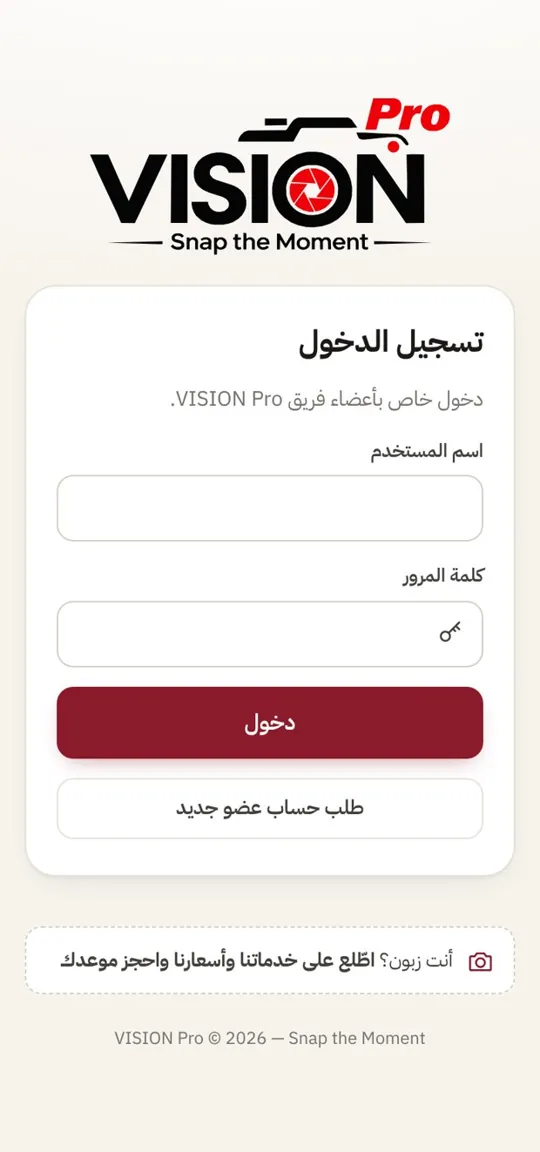 Pro
VISION
Snap the Moment
تسجيل الدخول
دخول خاص بأعضاء فريق VISION Pro.
اسم المستخدم
كلمة المرور
دخول
طلب حساب عضو جديد
أنت زبون؟ اطّلع على خدماتنا وأسعارنا واحجز موعدك
VISION Pro © 2026 — Snap the Moment